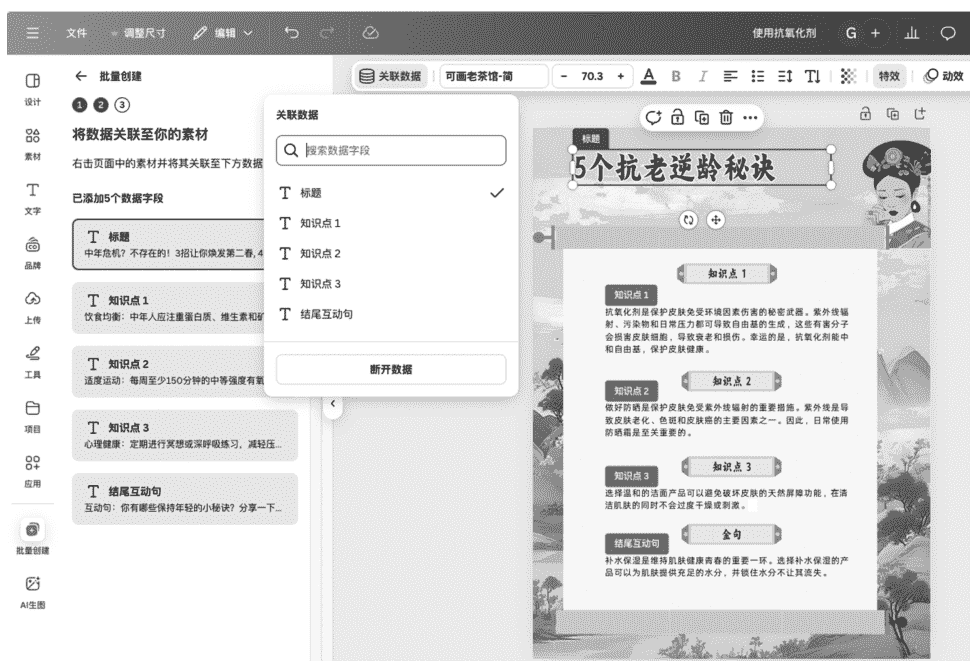 文件
调整尺寸
编辑
使用抗氧化剂
G
设计
素材
文字
品牌
上传
工具
项目
应用
批量创建
AI生图
批量创建
1 2 3
将数据关联至你的素材
右击页面中的素材并将其关联至下方数据
已添加5个数据字段
标题
中年危机？不存在的！3招让你焕发第二春, 4
知识点 1
饮食均衡：中年人应注重蛋白质、维生素和矿
知识点 2
适度运动：每周至少150分钟的中等强度有氧
知识点 3
心理健康：定期进行冥想或深呼吸练习，减轻压...
结尾互动句
互动句：你有哪些保持年轻的小秘诀？分享一下...
关联数据
搜索数据字段
标题
知识点 1
知识点 2
知识点 3
结尾互动句
断开数据
关联数据
可画老茶馆-简
– 70.3 +
A B I
特效
动效
标题
5个抗老逆龄秘诀
知识点 1
知识点 1
抗氧化剂是保护皮肤免受环境因素伤害的秘密武器。紫外线辐
射、污染物和日常压力都可导致自由基的生成，这些有害分子
会损害皮肤细胞，导致衰老和损伤。幸运的是，抗氧化剂能中
和自由基，保护皮肤健康。
知识点 2
知识点 2
做好防晒是保护皮肤免受紫外线辐射的重要措施。紫外线是导
致皮肤老化、色斑和皮肤癌的主要因素之一。因此，日常使用
防晒霜是至关重要的。
知识点 3
知识点 3
选择温和的洁面产品可以避免破坏皮肤的天然屏障功能，在清
洁肌肤的同时不会过度干燥或刺激。
金句
结尾互动句
补水保湿是维持肌肤健康青春的重要一环。选择补水保湿的产
品可以为肌肤提供充足的水分，并锁住水分不让其流失。